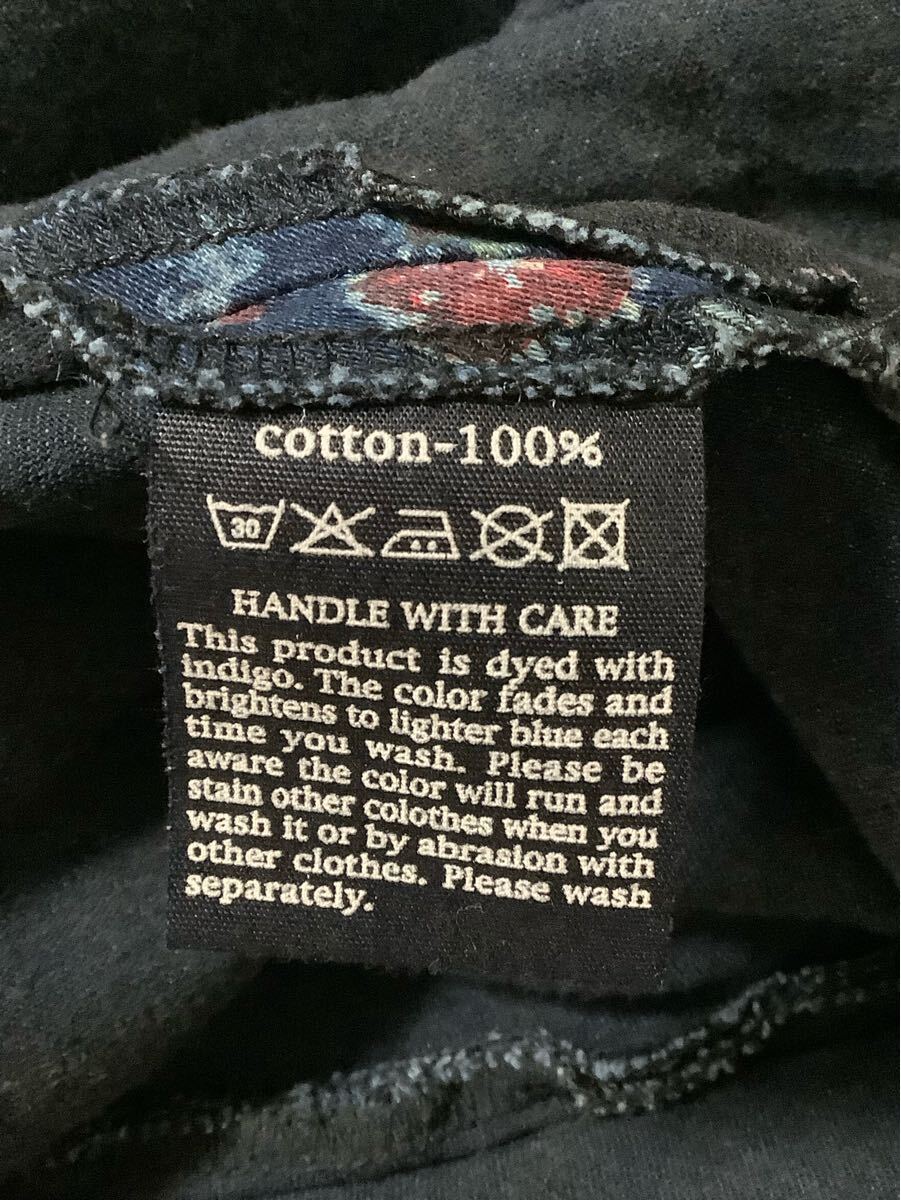 cotton-100%
30
HANDLE WITH CARE
This product is dyed with
indigo. The color fades and
brightens to lighter blue each
time you wash. Please be
aware the color will run and
stain other colothes when you
wash it or by abrasion with
other clothes. Please wash
separately.